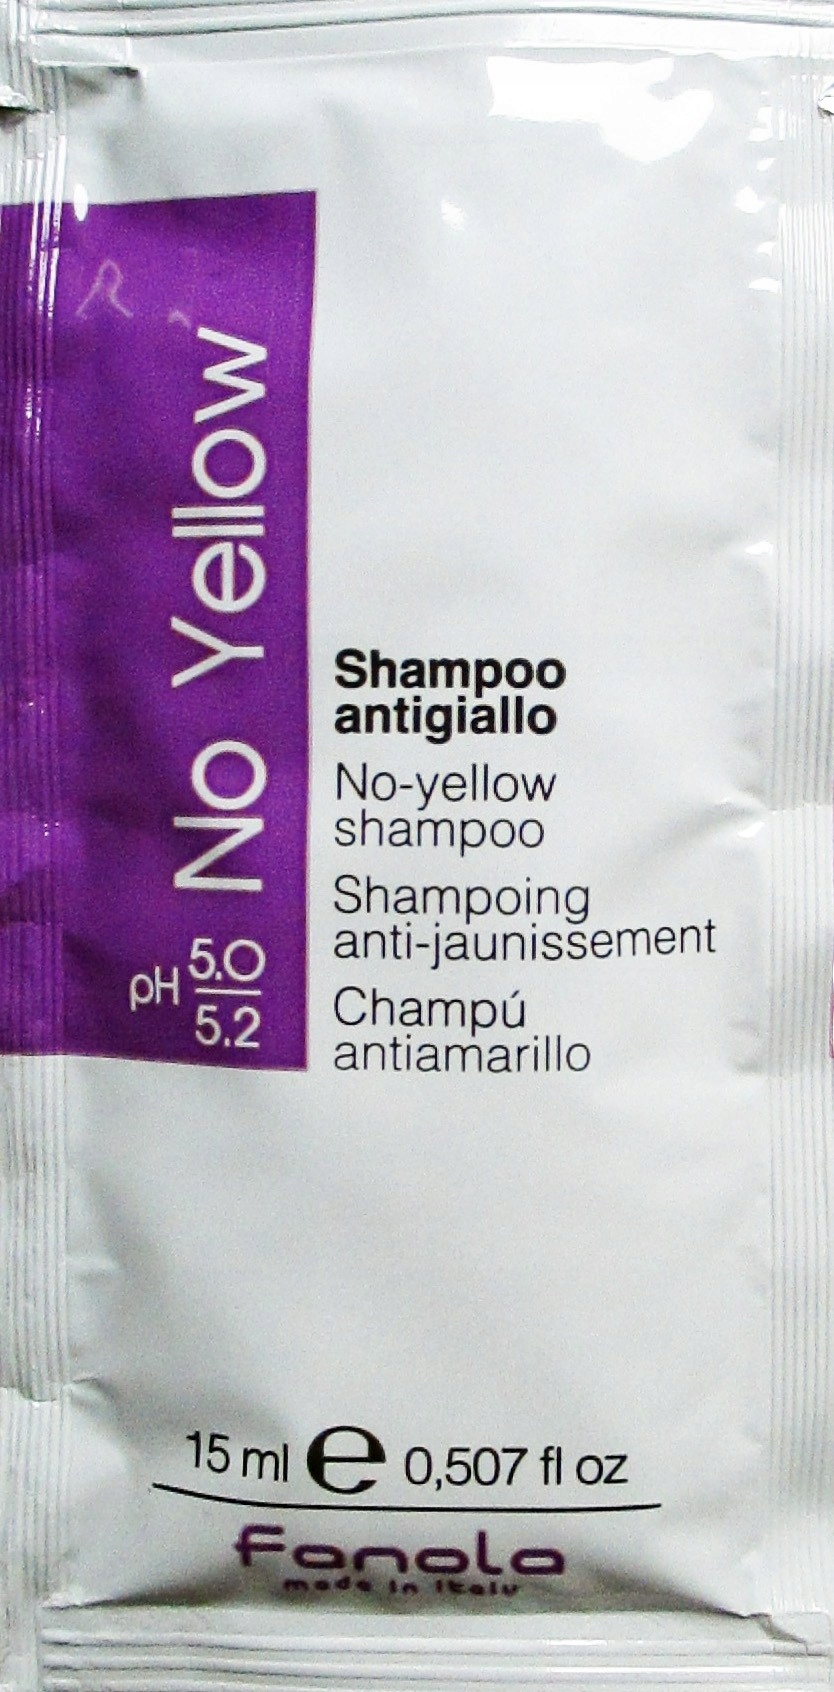 No Yellow
pH 5.0
5.2
Shampoo
antigiallo
No-yellow
shampoo
Shampoing
anti-jaunissement
Champú
antiamarillo
15 ml e 0,507 fl oz
fanola
made in Italy